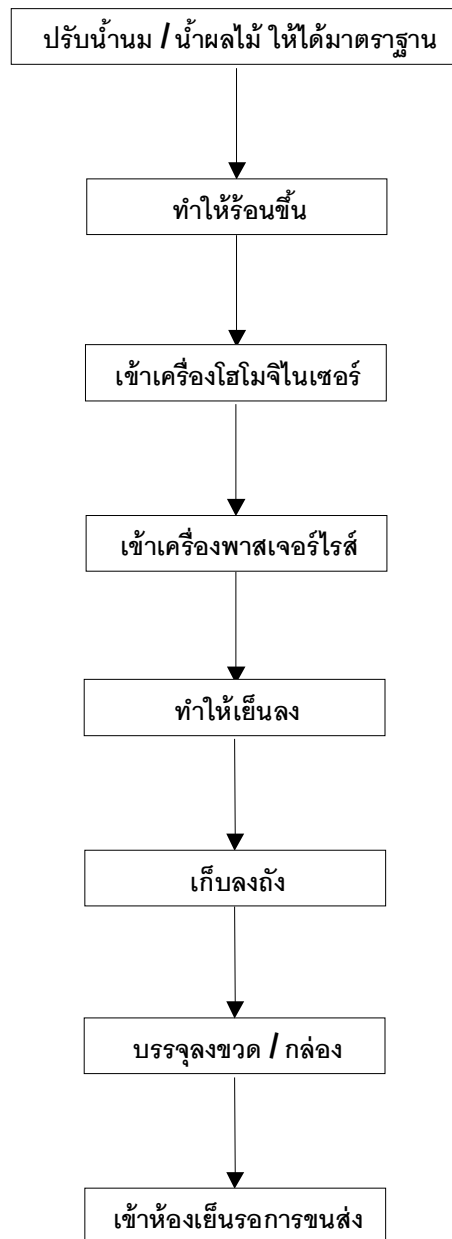 ปรับน้ำนม / น้ำผลไม้ ให้ได้มาตราฐาน
ทำให้ร้อนขึ้น
เข้าเครื่องโฮโมจิไนเซอร์
เข้าเครื่องพาสเจอร์ไรส์
ทำให้เย็นลง
เก็บลงถัง
บรรจุลงขวด / กล่อง
เข้าห้องเย็นรอการขนส่ง